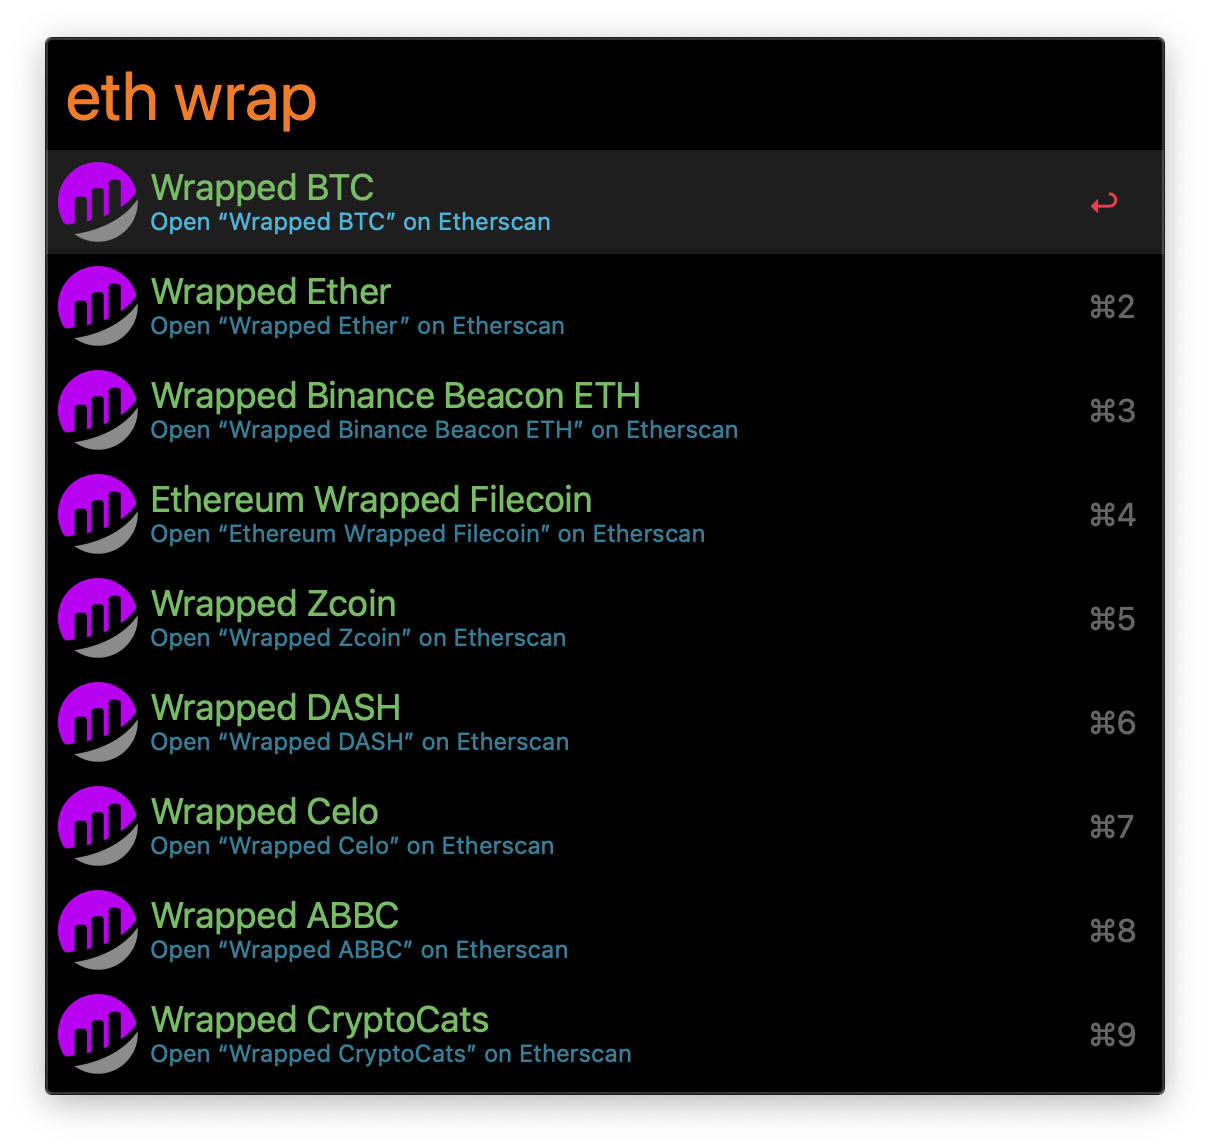 eth wrap
Wrapped BTC
Open “Wrapped BTC” on Etherscan
Wrapped Ether
Open “Wrapped Ether” on Etherscan
⌘2
Wrapped Binance Beacon ETH
Open “Wrapped Binance Beacon ETH” on Etherscan
⌘3
Ethereum Wrapped Filecoin
Open “Ethereum Wrapped Filecoin” on Etherscan
⌘4
Wrapped Zcoin
Open “Wrapped Zcoin” on Etherscan
⌘5
Wrapped DASH
Open “Wrapped DASH” on Etherscan
⌘6
Wrapped Celo
Open “Wrapped Celo” on Etherscan
⌘7
Wrapped ABBC
Open “Wrapped ABBC” on Etherscan
⌘8
Wrapped CryptoCats
Open “Wrapped CryptoCats” on Etherscan
⌘9